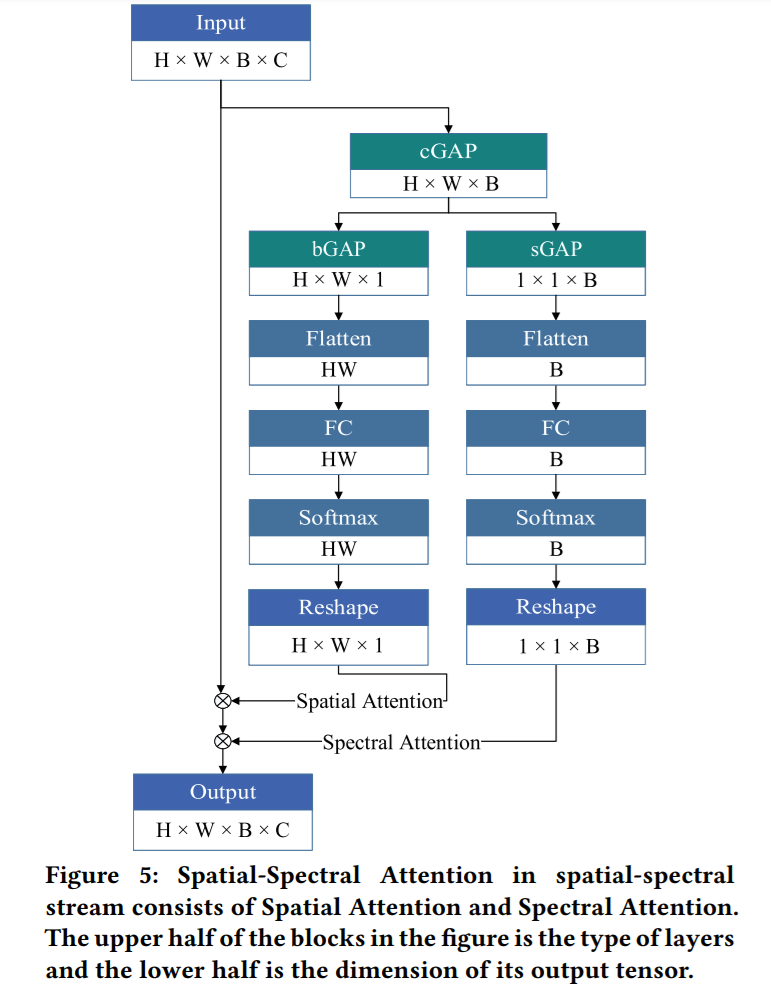 Input
H × W × B × C
cGAP
H × W × B
bGAP
H × W × 1
sGAP
1 × 1 × B
Flatten
HW
Flatten
B
FC
HW
FC
B
Softmax
HW
Softmax
B
Reshape
H × W × 1
Reshape
1 × 1 × B
Spatial Attention
Spectral Attention
Output
H × W × B × C
Figure 5: Spatial-Spectral Attention in spatial-spectral
stream consists of Spatial Attention and Spectral Attention.
The upper half of the blocks in the figure is the type of layers
and the lower half is the dimension of its output tensor.